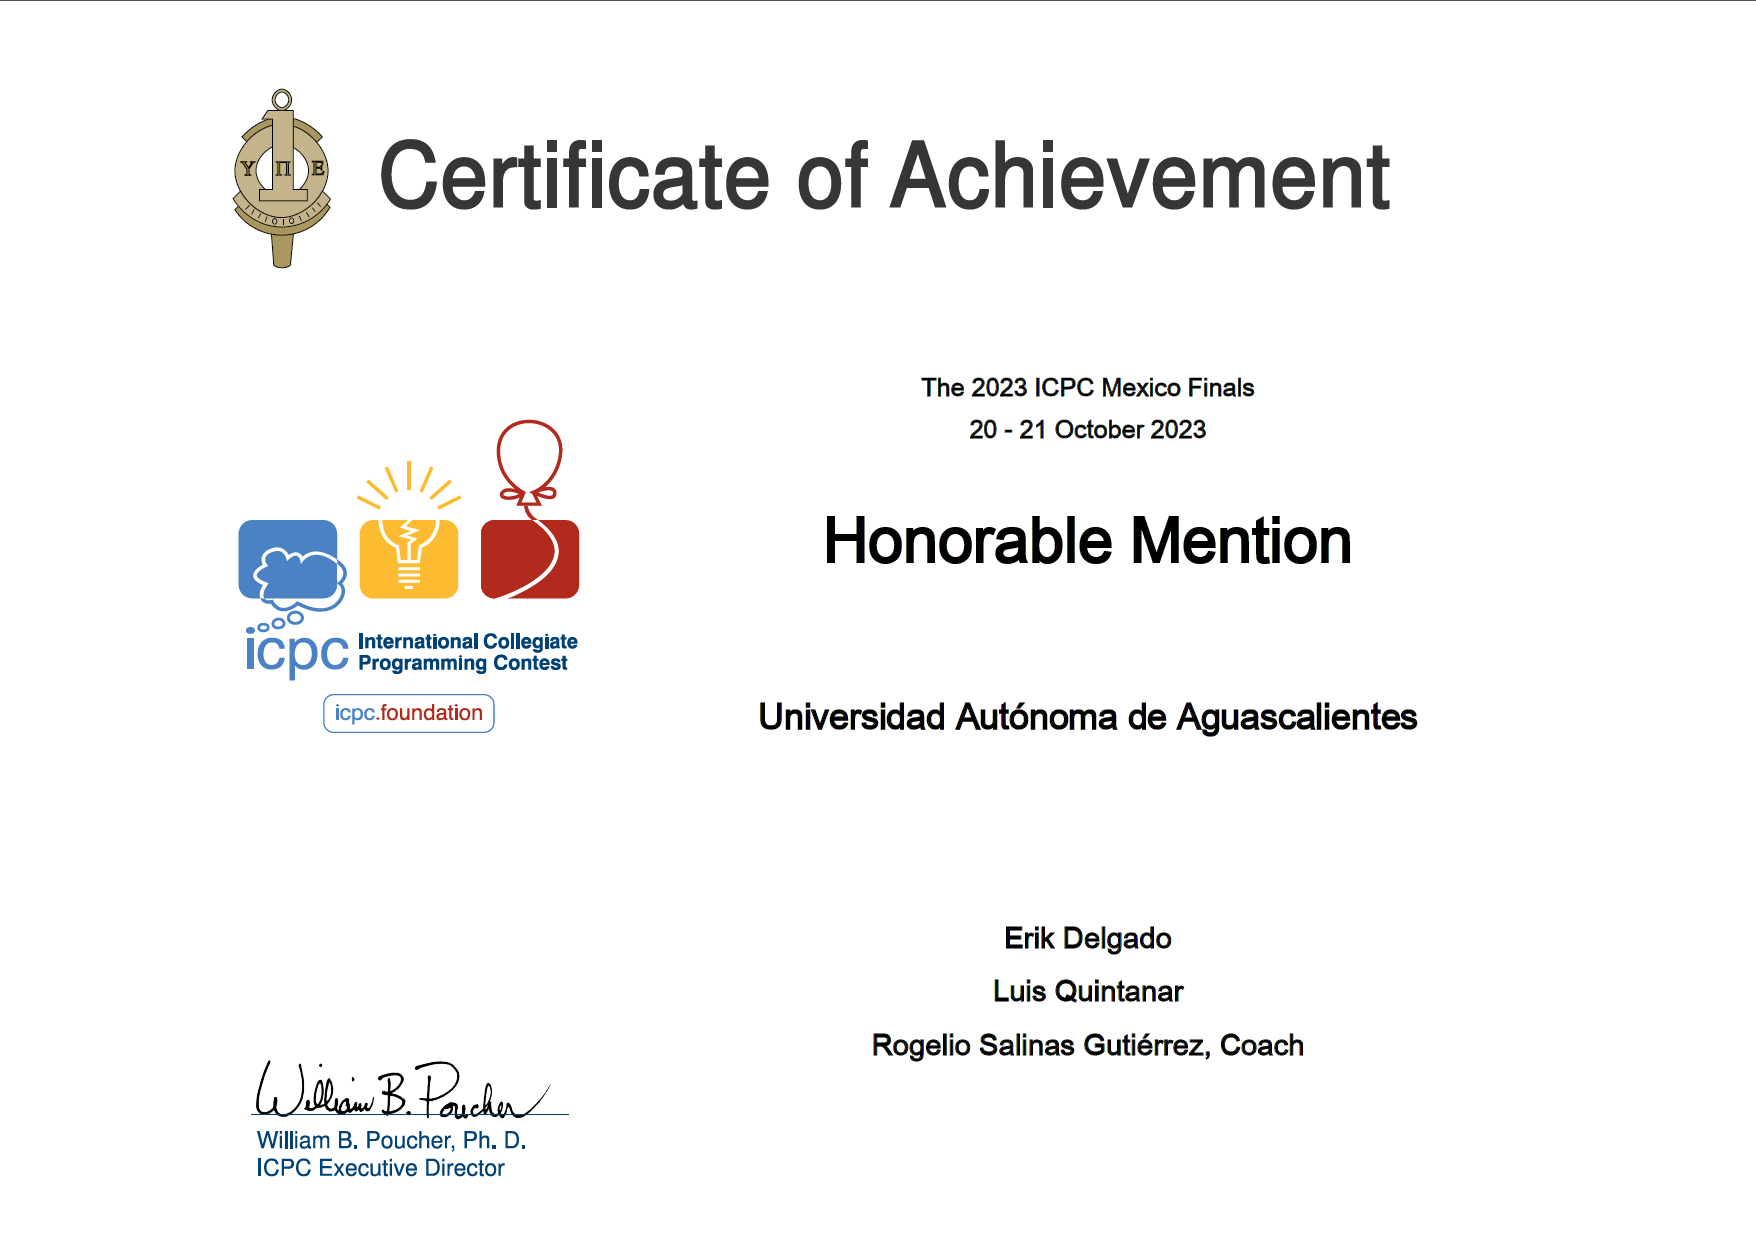 Υ Π Ε
Certificate of Achievement
The 2023 ICPC Mexico Finals
20 - 21 October 2023
Honorable Mention
icpc International Collegiate
Programming Contest
icpc.foundation
Universidad Autónoma de Aguascalientes
Erik Delgado
Luis Quintanar
Rogelio Salinas Gutiérrez, Coach
William B. Poucher
William B. Poucher, Ph. D.
ICPC Executive Director